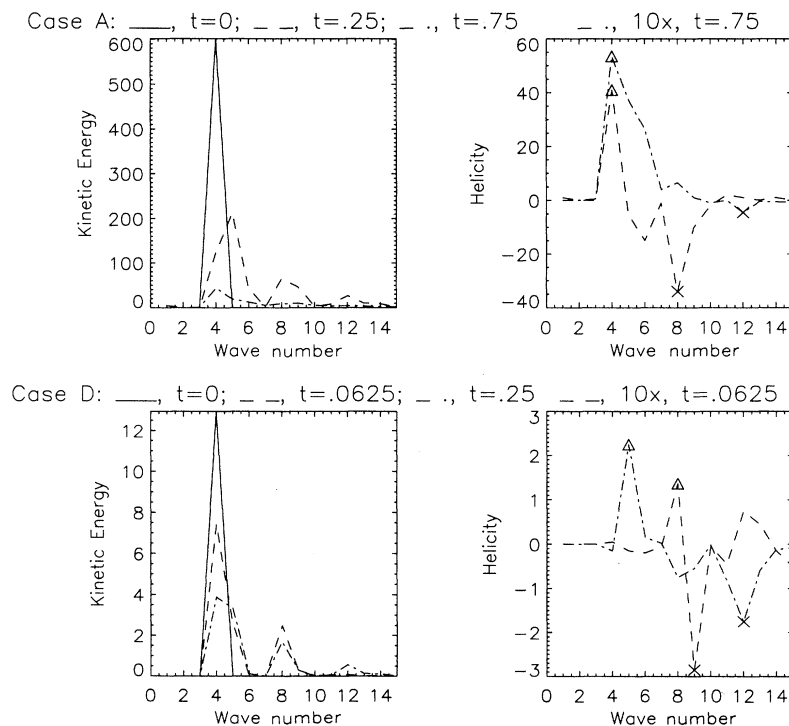 Case A: ___, t=0; _ _, t=.25; _ ., t=.75 _ ., 10x, t=.75
600
500
400
300
200
100
0
Kinetic Energy
0 2 4 6 8 10 12 14
Wave number
60
40
20
0
−20
−40
Helicity
0 2 4 6 8 10 12 14
Wave number
Case D: ___, t=0; _ _, t=.0625; _ ., t=.25 _ _, 10x, t=.0625
12
10
8
6
4
2
0
Kinetic Energy
0 2 4 6 8 10 12 14
Wave number
3
2
1
0
−1
−2
−3
Helicity
0 2 4 6 8 10 12 14
Wave number